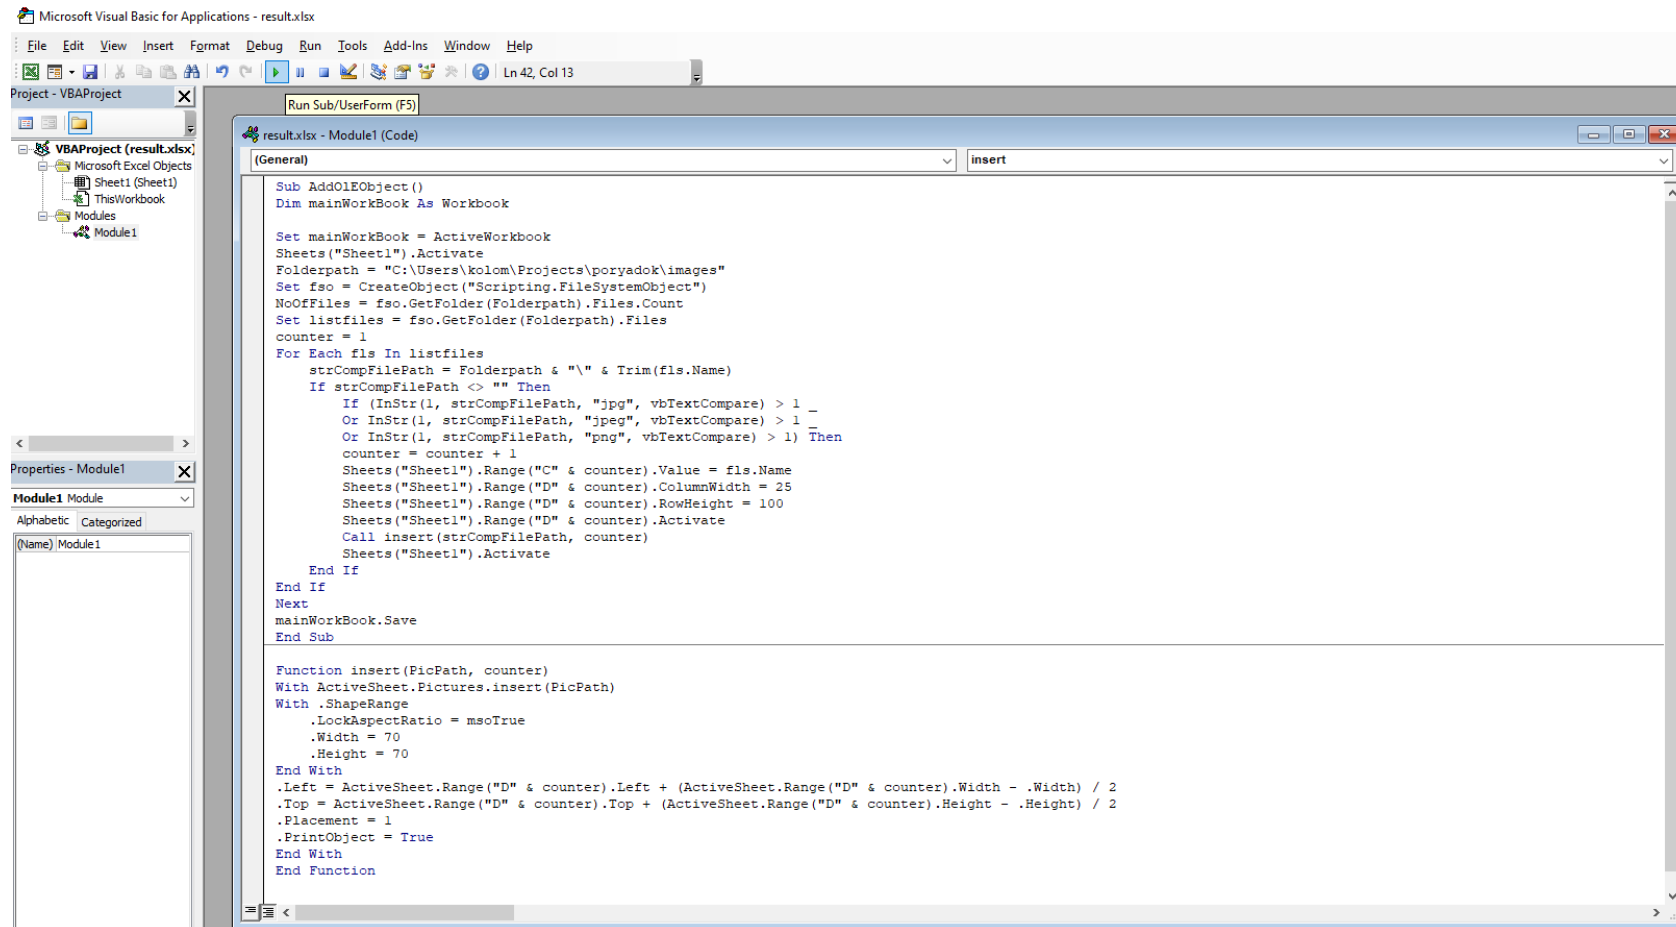 Microsoft Visual Basic for Applications - result.xlsx
File Edit View Insert Format Debug Run Tools Add-Ins Window Help
Ln 42, Col 13
Project - VBAProject
Run Sub/UserForm (F5)
VBAProject (result.xlsx)
Microsoft Excel Objects
Sheet1 (Sheet1)
ThisWorkbook
Modules
Module1
Properties - Module1
Module1 Module
Alphabetic Categorized
(Name) Module1
result.xlsx - Module1 (Code)
(General) insert
Sub AddOlEObject()
Dim mainWorkBook As Workbook
Set mainWorkBook = ActiveWorkbook
Sheets("Sheet1").Activate
Folderpath = "C:\Users\kolom\Projects\poryadok\images"
Set fso = CreateObject("Scripting.FileSystemObject")
NoOfFiles = fso.GetFolder(Folderpath).Files.Count
Set listfiles = fso.GetFolder(Folderpath).Files
counter = 1
For Each fls In listfiles
    strCompFilePath = Folderpath & "\" & Trim(fls.Name)
    If strCompFilePath <> "" Then
        If (InStr(1, strCompFilePath, "jpg", vbTextCompare) > 1 _
        Or InStr(1, strCompFilePath, "jpeg", vbTextCompare) > 1 _
        Or InStr(1, strCompFilePath, "png", vbTextCompare) > 1) Then
        counter = counter + 1
        Sheets("Sheet1").Range("C" & counter).Value = fls.Name
        Sheets("Sheet1").Range("D" & counter).ColumnWidth = 25
        Sheets("Sheet1").Range("D" & counter).RowHeight = 100
        Sheets("Sheet1").Range("D" & counter).Activate
        Call insert(strCompFilePath, counter)
        Sheets("Sheet1").Activate
    End If
End If
Next
mainWorkBook.Save
End Sub
Function insert(PicPath, counter)
With ActiveSheet.Pictures.insert(PicPath)
With .ShapeRange
    .LockAspectRatio = msoTrue
    .Width = 70
    .Height = 70
End With
.Left = ActiveSheet.Range("D" & counter).Left + (ActiveSheet.Range("D" & counter).Width - .Width) / 2
.Top = ActiveSheet.Range("D" & counter).Top + (ActiveSheet.Range("D" & counter).Height - .Height) / 2
.Placement = 1
.PrintObject = True
End With
End Function